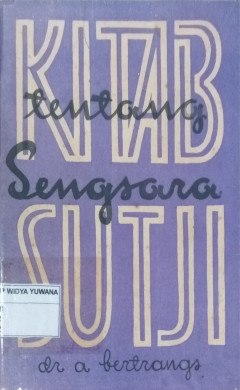 KITAB
tentang
Sengsara
SUTJI
P WIDYA YUWANA
dr a bertrangs